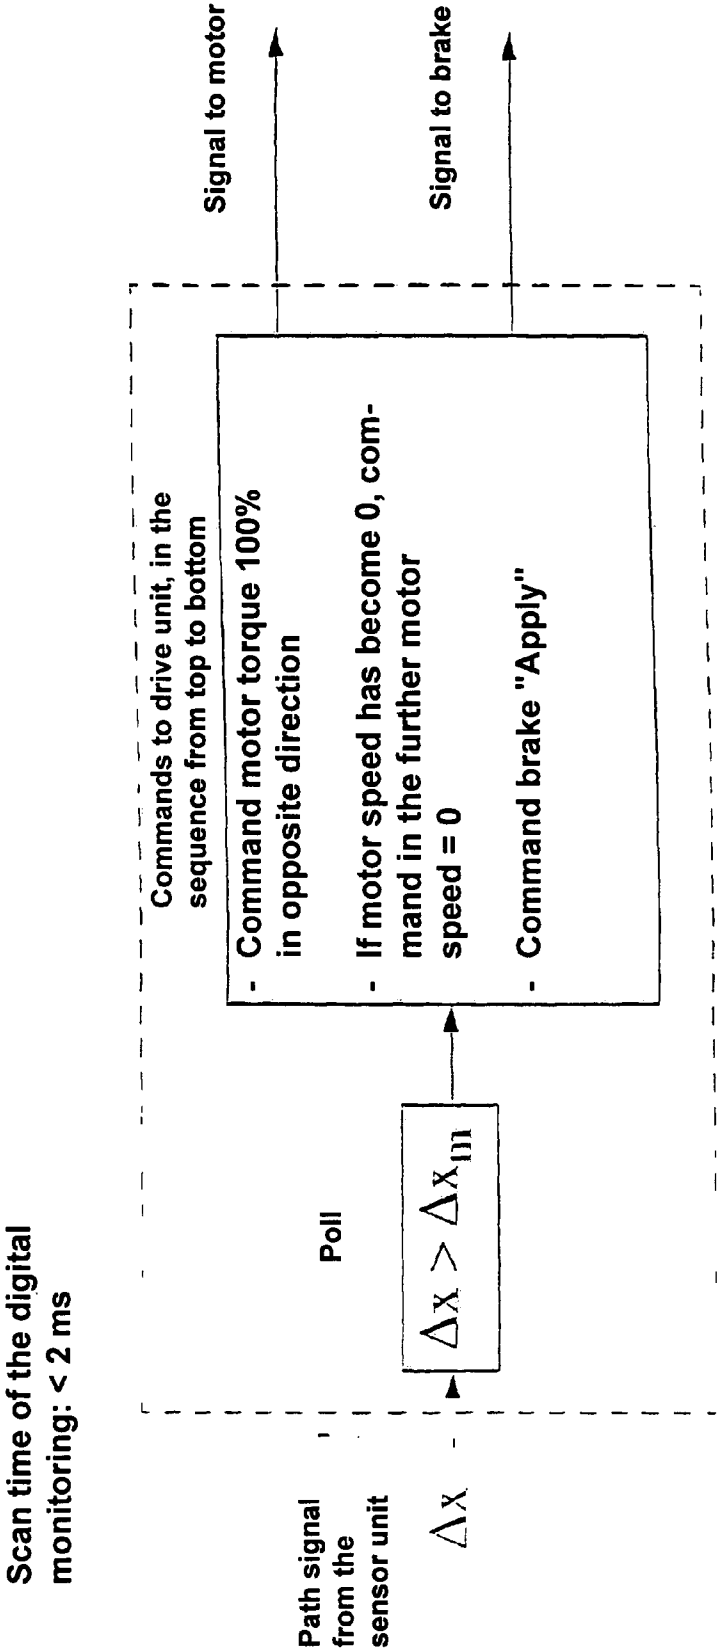 Scan time of the digital
monitoring: < 2 ms
Path signal
from the
sensor unit
Δx
Poll
Δx > Δxm
Commands to drive unit, in the
sequence from top to bottom
- Command motor torque 100%
in opposite direction
- If motor speed has become 0, com-
mand in the further motor
speed = 0
- Command brake "Apply"
Signal to motor
Signal to brake